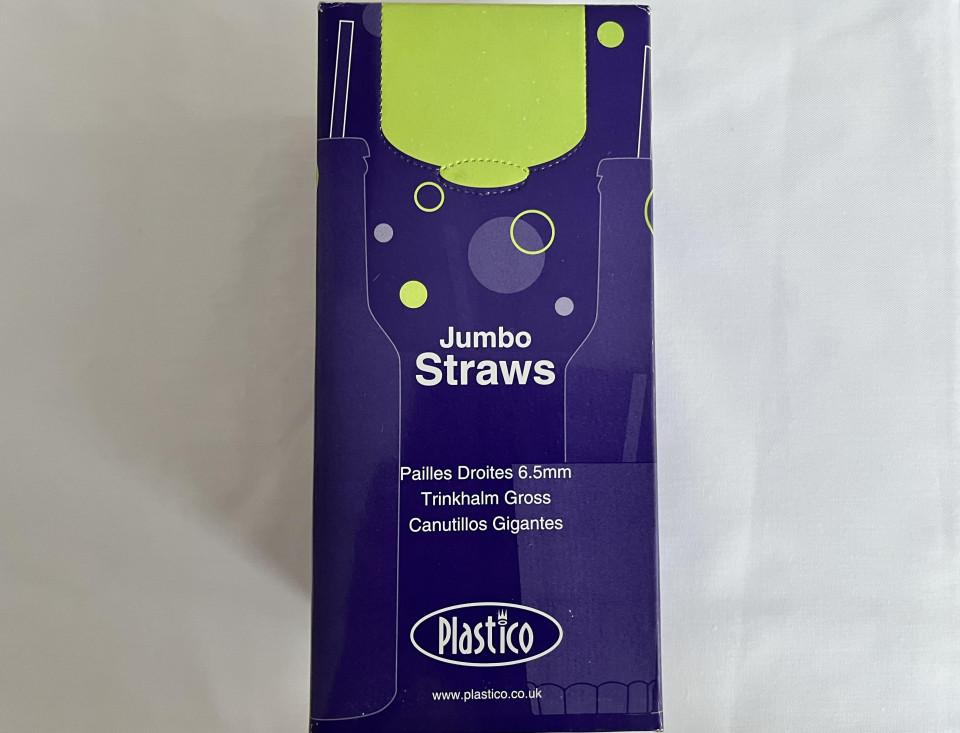 Jumbo
Straws
Pailles Droites 6.5mm
Trinkhalm Gross
Canutillos Gigantes
Plastico
www.plastico.co.uk